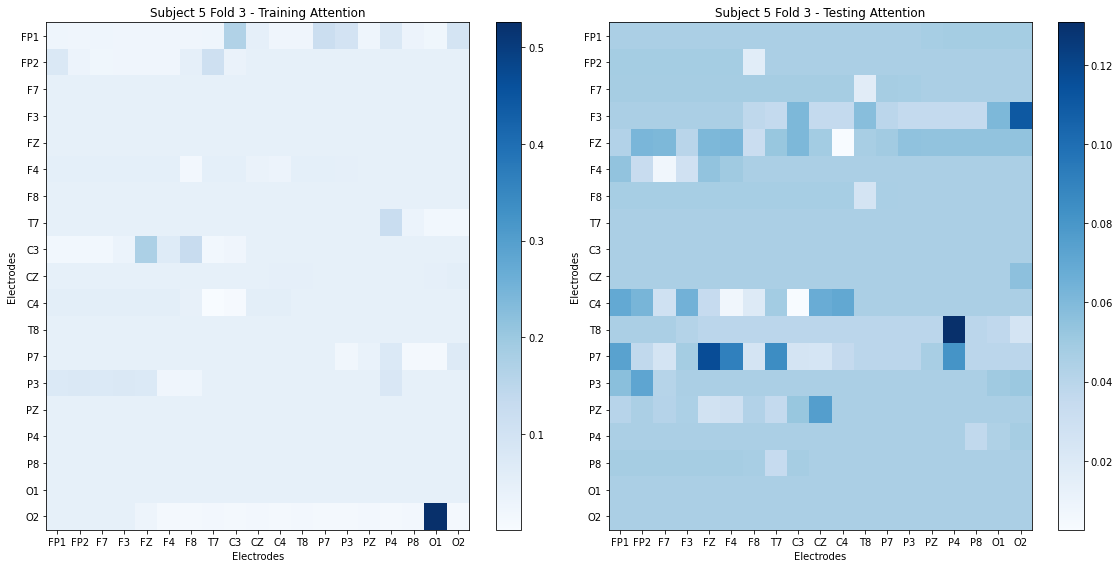 Subject 5 Fold 3 - Training Attention
Electrodes
FP1
FP2
F7
F3
FZ
F4
F8
T7
C3
CZ
C4
T8
P7
P3
PZ
P4
P8
O1
O2
FP1 FP2 F7 F3 FZ F4 F8 T7 C3 CZ C4 T8 P7 P3 PZ P4 P8 O1 O2
Electrodes
0.5
0.4
0.3
0.2
0.1
Subject 5 Fold 3 - Testing Attention
Electrodes
FP1
FP2
F7
F3
FZ
F4
F8
T7
C3
CZ
C4
T8
P7
P3
PZ
P4
P8
O1
O2
FP1 FP2 F7 F3 FZ F4 F8 T7 C3 CZ C4 T8 P7 P3 PZ P4 O1 O2
Electrodes
0.12
0.10
0.08
0.06
0.04
0.02